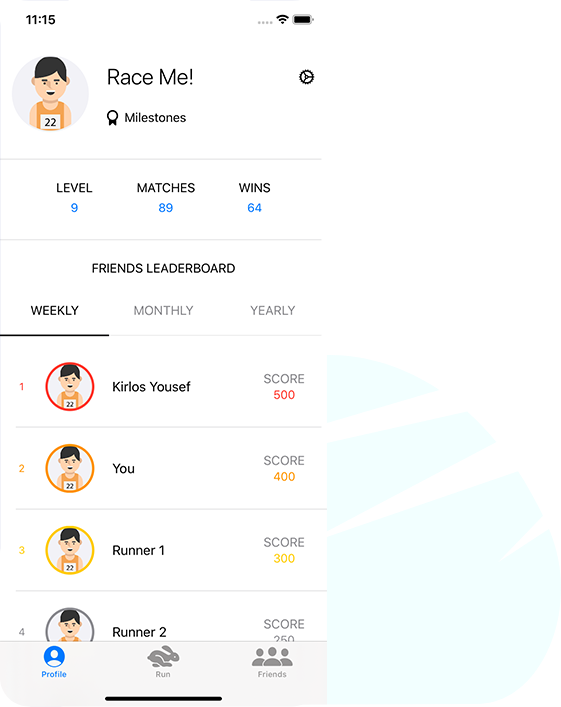 11:15
Race Me!
22
Milestones
LEVEL MATCHES WINS
9 89 64
FRIENDS LEADERBOARD
WEEKLY MONTHLY YEARLY
1 22 Kirlos Yousef SCORE 500
2 22 You SCORE 400
3 22 Runner 1 SCORE 300
4 Runner 2 SCORE 250
Profile Run Friends